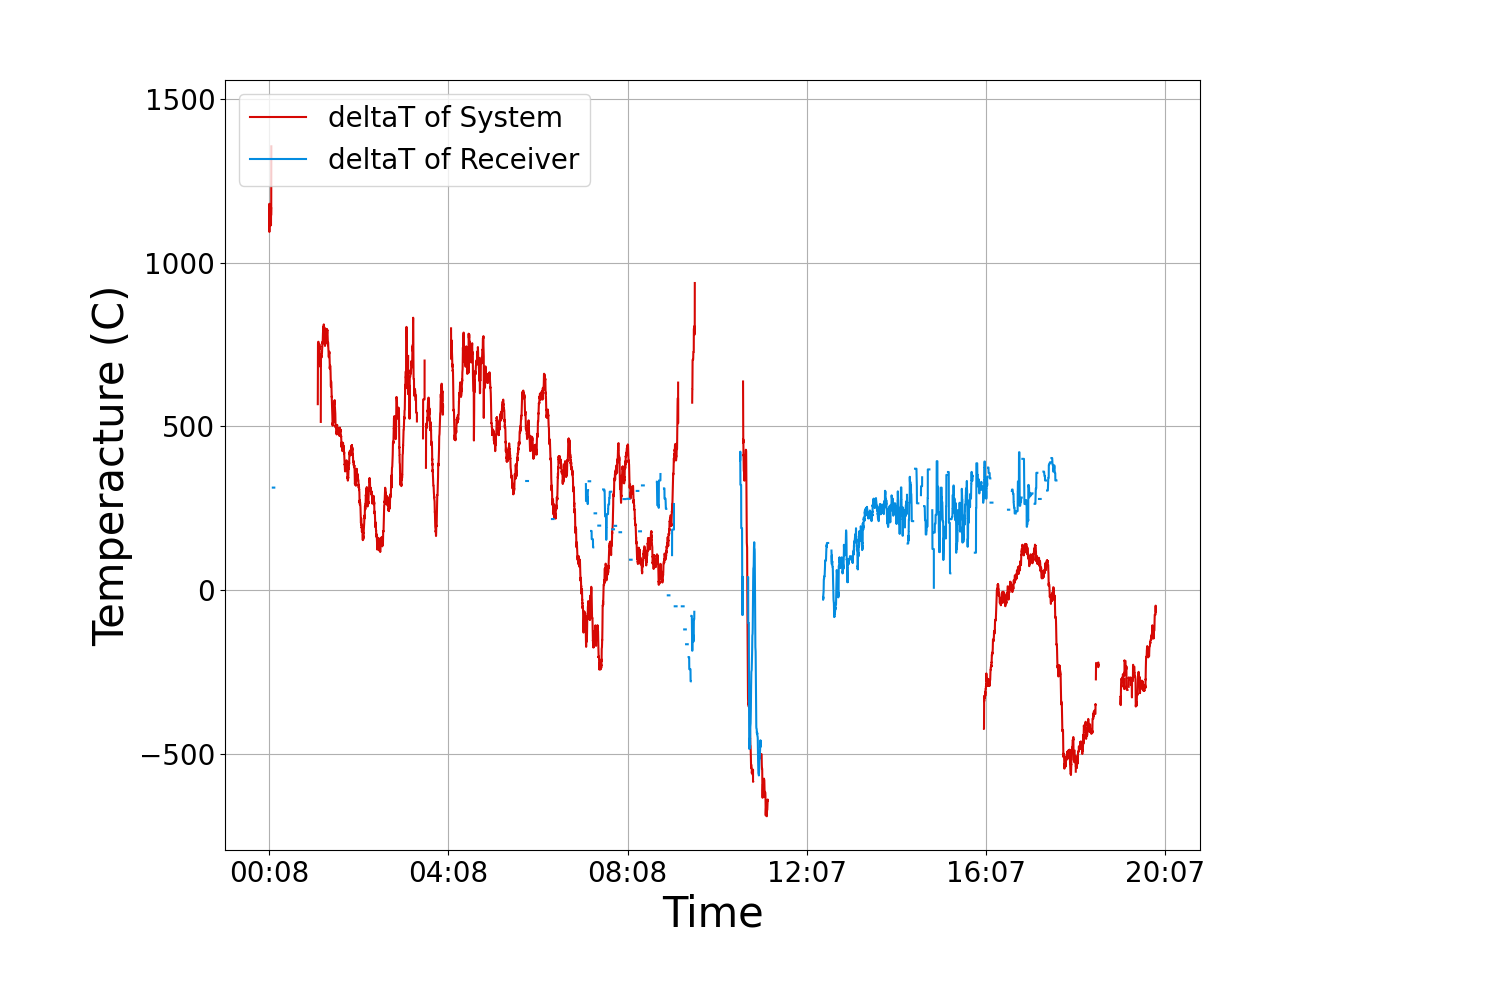 deltaT of System
deltaT of Receiver
1500
1000
500
0
−500
Temperacture (C)
00:08 04:08 08:08 12:07 16:07 20:07
Time